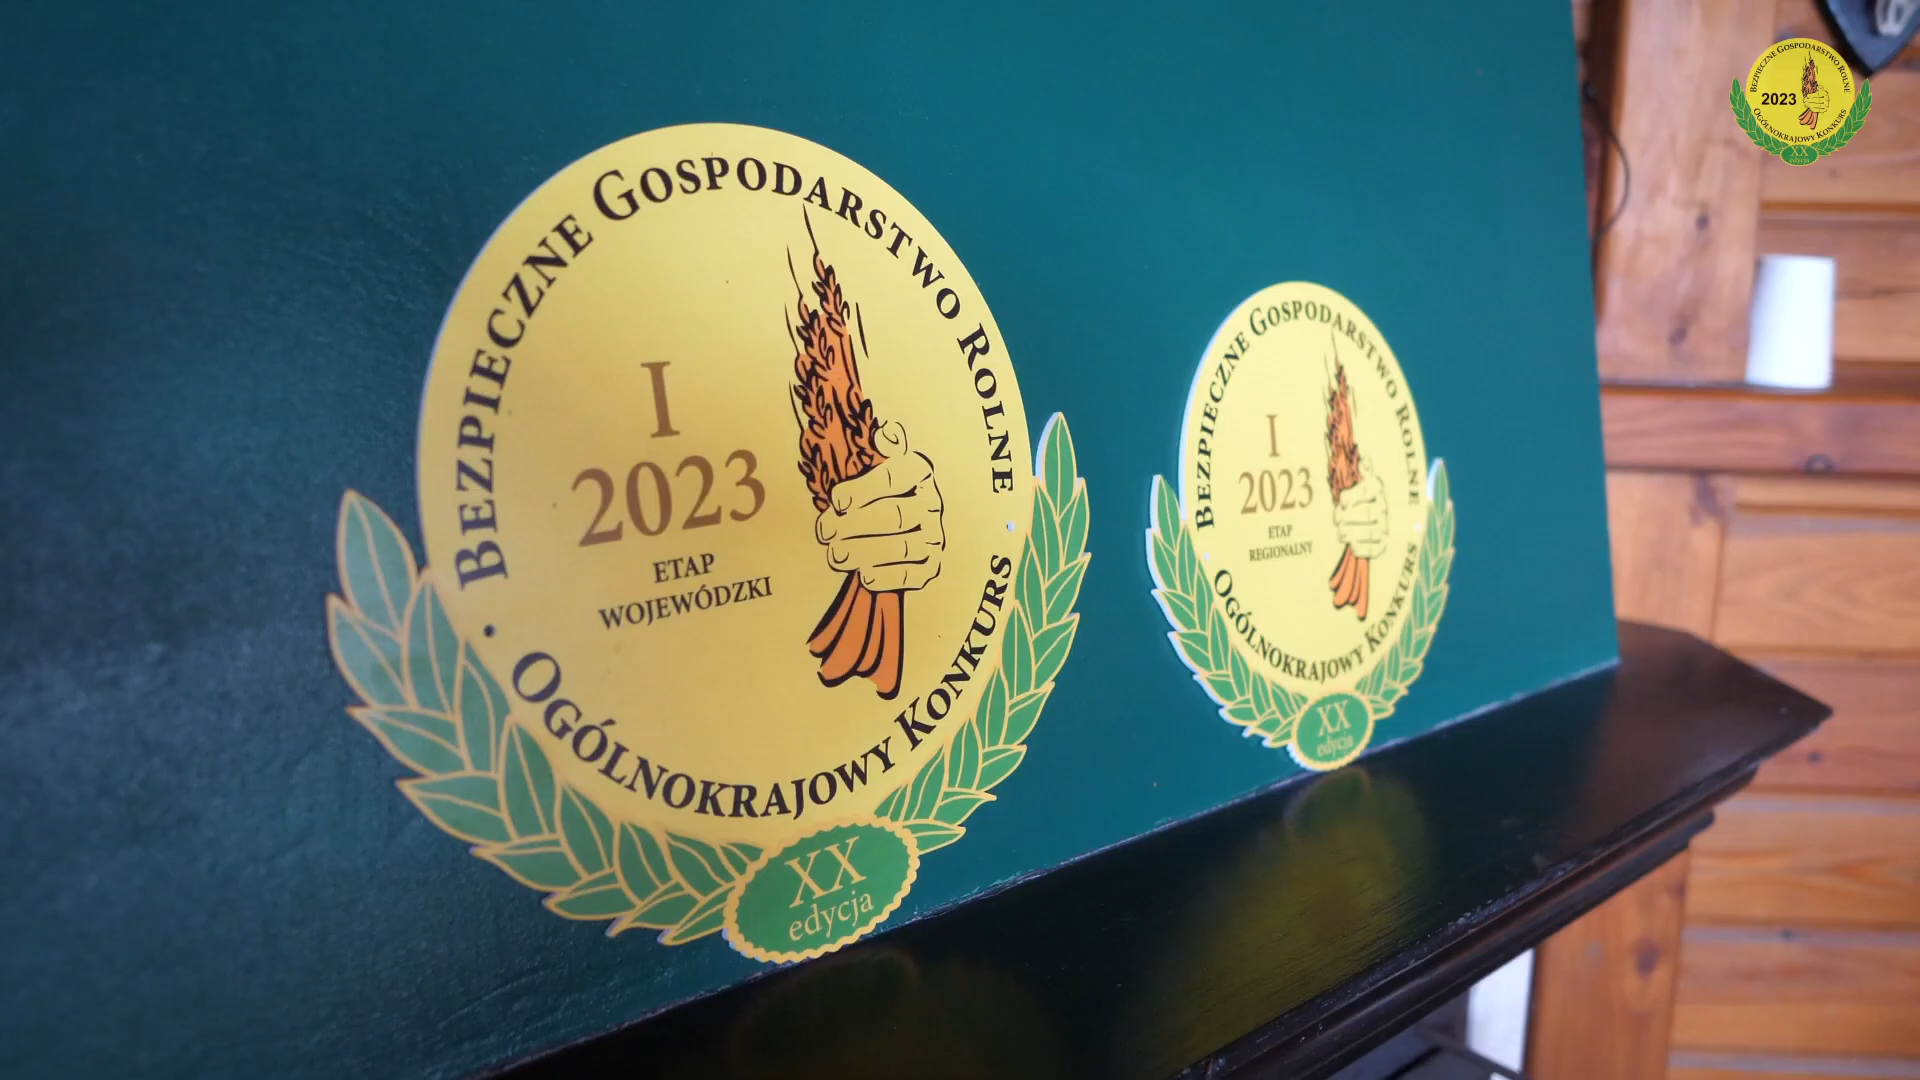 BEZPIECZNE GOSPODARSTWO ROLNE
I
2023
ETAP
WOJEWÓDZKI
OGÓLNOKRAJOWY KONKURS
XX
edycja
BEZPIECZNE GOSPODARSTWO ROLNE
I
2023
ETAP
REGIONALNY
OGÓLNOKRAJOWY KONKURS
XX
edycja
BEZPIECZNE GOSPODARSTWO ROLNE
2023
OGÓLNOKRAJOWY KONKURS
XX
edycja